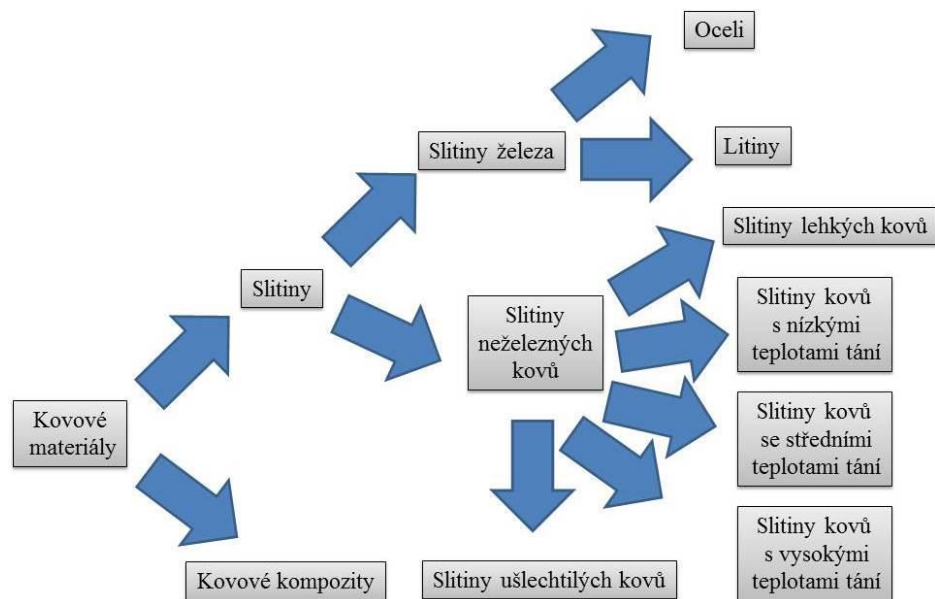 Oceli
Slitiny železa
Litiny
Slitiny lehkých kovů
Slitiny
Slitiny kovů
s nízkými
teplotami tání
Slitiny
neželezných
kovů
Kovové
materiály
Slitiny kovů
se středními
teplotami tání
Slitiny kovů
s vysokými
teplotami tání
Kovové kompozity
Slitiny ušlechtilých kovů